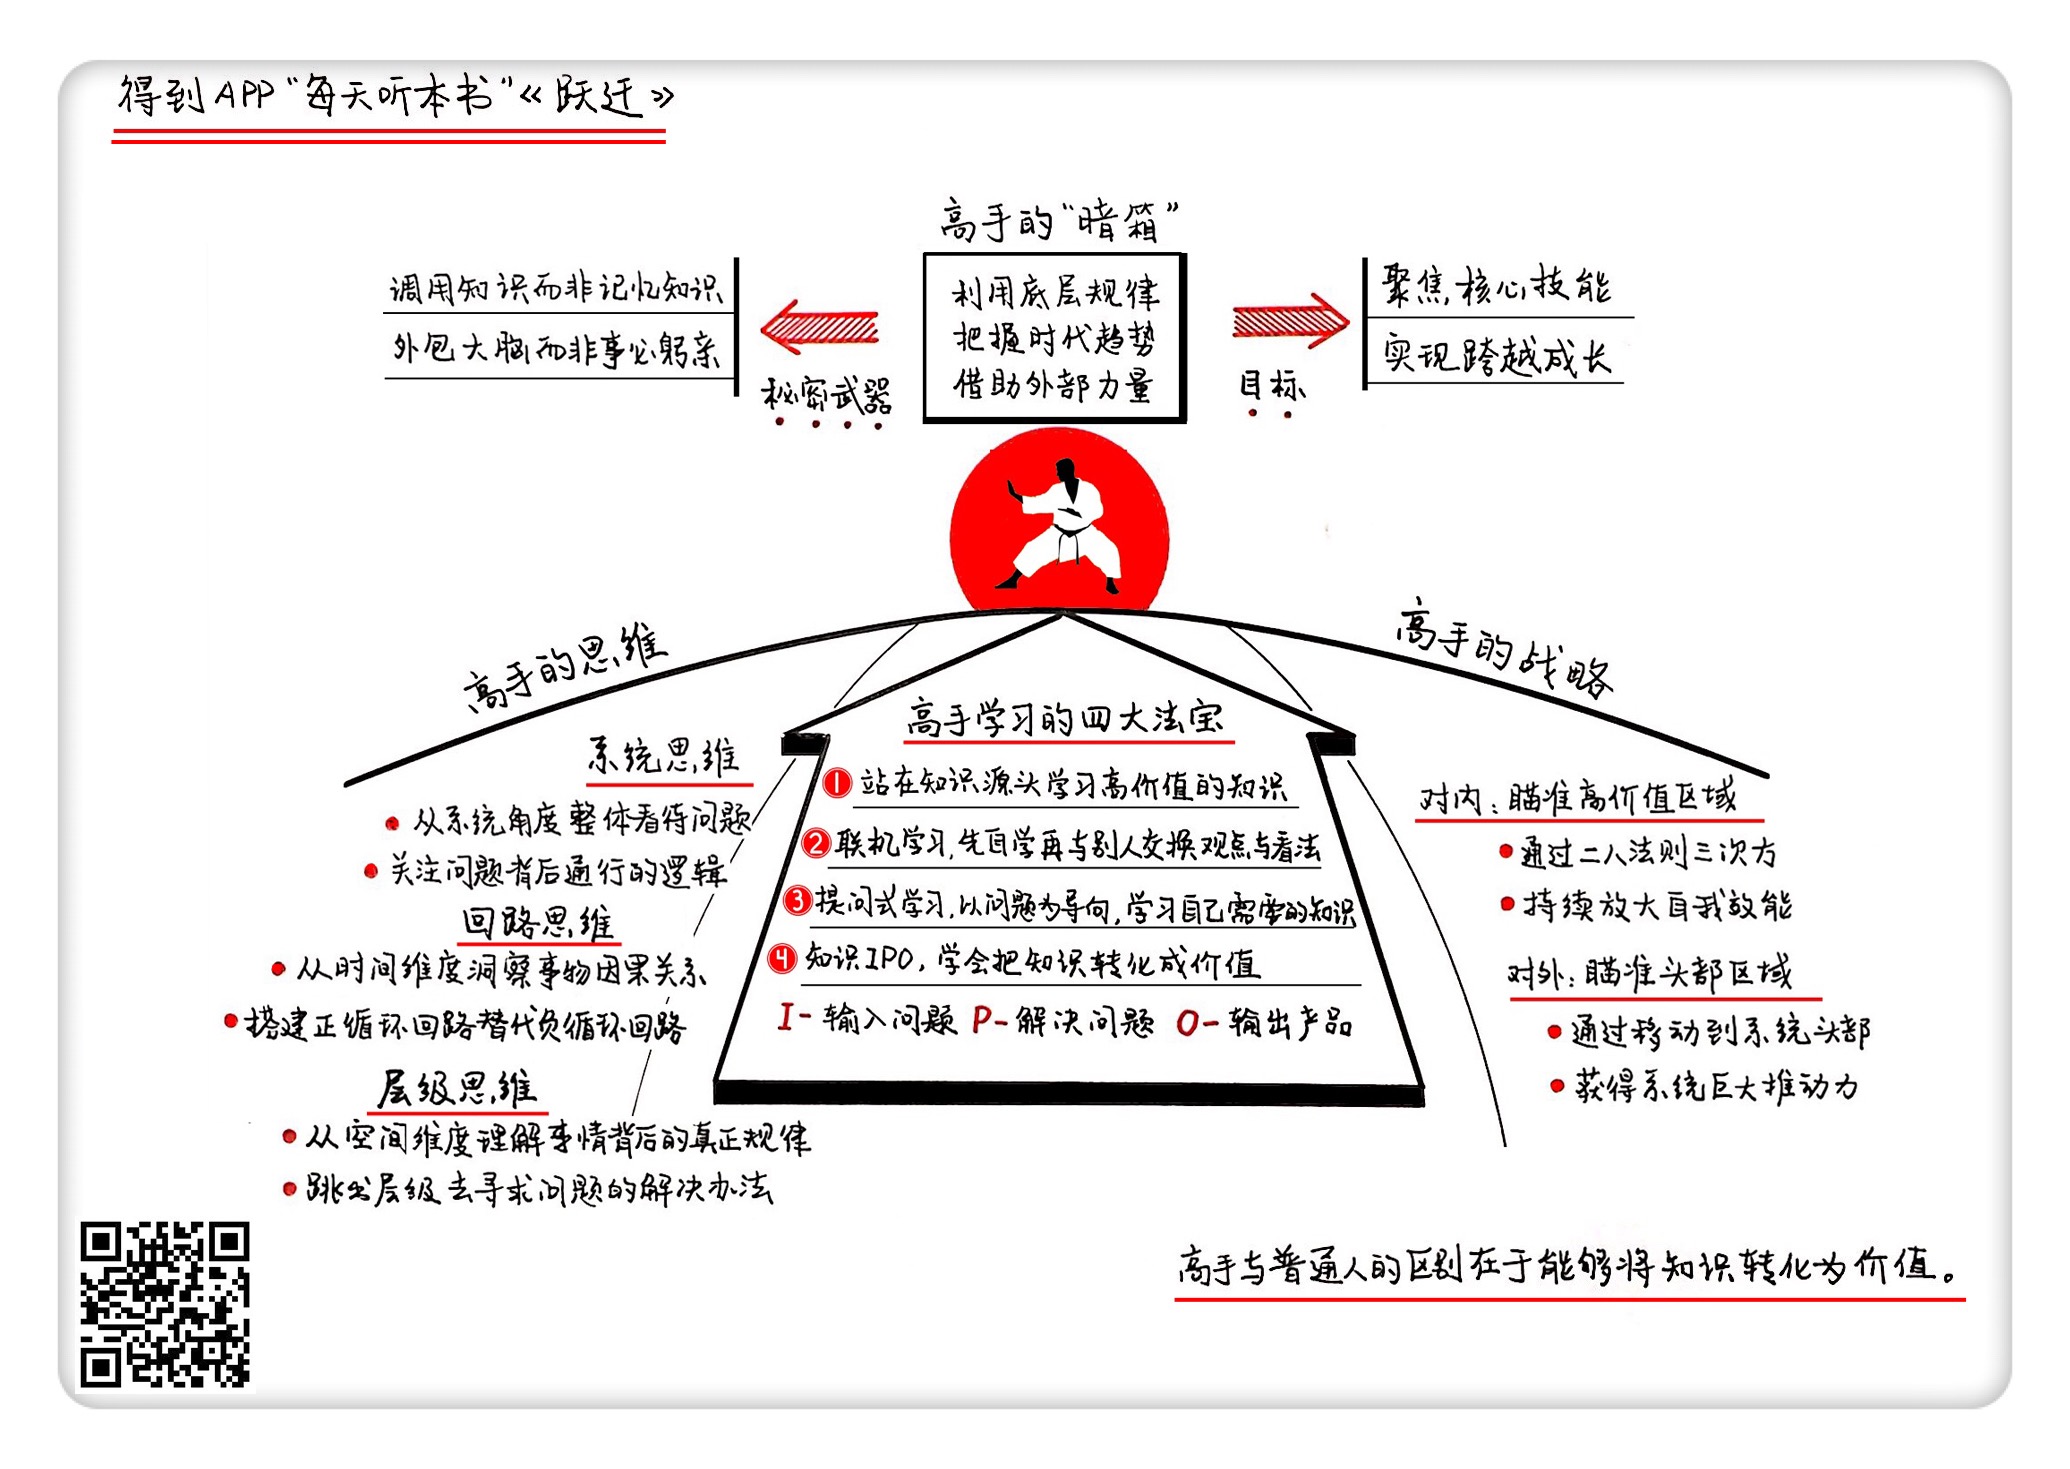 得到APP“每天听本书”《跃迁》
高手的“暗箱”
利用底层规律
把握时代趋势
借助外部力量
调用知识而非记忆知识
外包大脑而非事必躬亲
秘密武器
目标
聚焦核心技能
实现跨越成长
高手的思维
系统思维
从系统角度整体看待问题
关注问题背后通行的逻辑
回路思维
从时间维度洞察事物因果关系
搭建正循环回路替代负循环回路
层级思维
从空间维度理解事情背后的真正规律
跳出层级去寻求问题的解决办法
高手学习的四大法宝
1 站在知识源头学习高价值的知识
2 联机学习,先自学再与别人交换观点与看法
3 提问式学习,以问题为导向,学习自己需要的知识
4 知识IPO,学会把知识转化成价值
I-输入问题 P-解决问题 O-输出产品
高手的战略
对内:瞄准高价值区域
通过二八法则三次方
持续放大自我效能
对外:瞄准头部区域
通过移动到系统头部
获得系统巨大推动力
高手与普通人的区别在于能够将知识转化为价值。